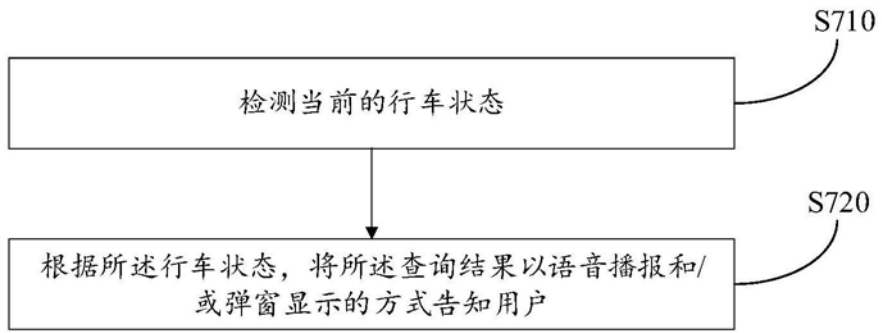 S710
检测当前的行车状态
S720
根据所述行车状态，将所述查询结果以语音播报和/
或弹窗显示的方式告知用户